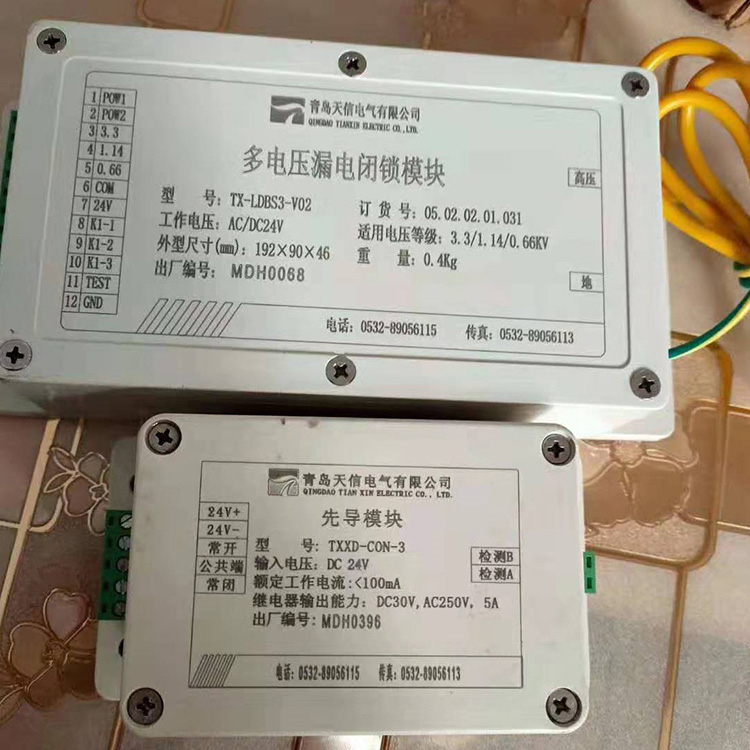 青岛天信电气有限公司
QINGDAO TIANXIN ELECTRIC CO.,LTD.
多电压漏电闭锁模块
1 POW1
2 POW2
3 3.3
4 1.14
5 0.66
6 COM
7 24V
8 K1-1
9 K1-2
10 K1-3
11 TEST
12 GND
型 号: TX-LDBS3-V02 订 货 号: 05.02.02.01.031
工作电压: AC/DC24V 适用电压等级: 3.3/1.14/0.66KV
外型尺寸(mm): 192×90×46 重 量: 0.4Kg
出厂编号: MDH0068
高压
地
电话: 0532-89056115 传真: 0532-89056113
青岛天信电气有限公司
QINGDAO TIAN XIN ELECTRIC CO., LTD.
先导模块
24V+
24V-
常开
公共端
常闭
型 号: TXXD-CON-3
输入电压: DC 24V
额定工作电流:<100mA
继电器输出能力: DC30V,AC250V, 5A
出厂编号: MDH0396
检测B
检测A
电话: 0532-89056115 传真: 0532-89056113